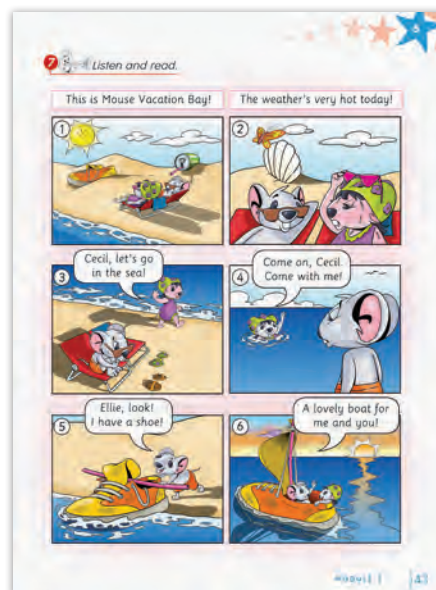 7 Listen and read.
This is Mouse Vacation Bay!
The weather's very hot today!
1
2
3
Cecil, let's go
in the sea!
4
Come on, Cecil.
Come with me!
5
Ellie, look!
I have a shoe!
6
A lovely boat for
me and you!
43